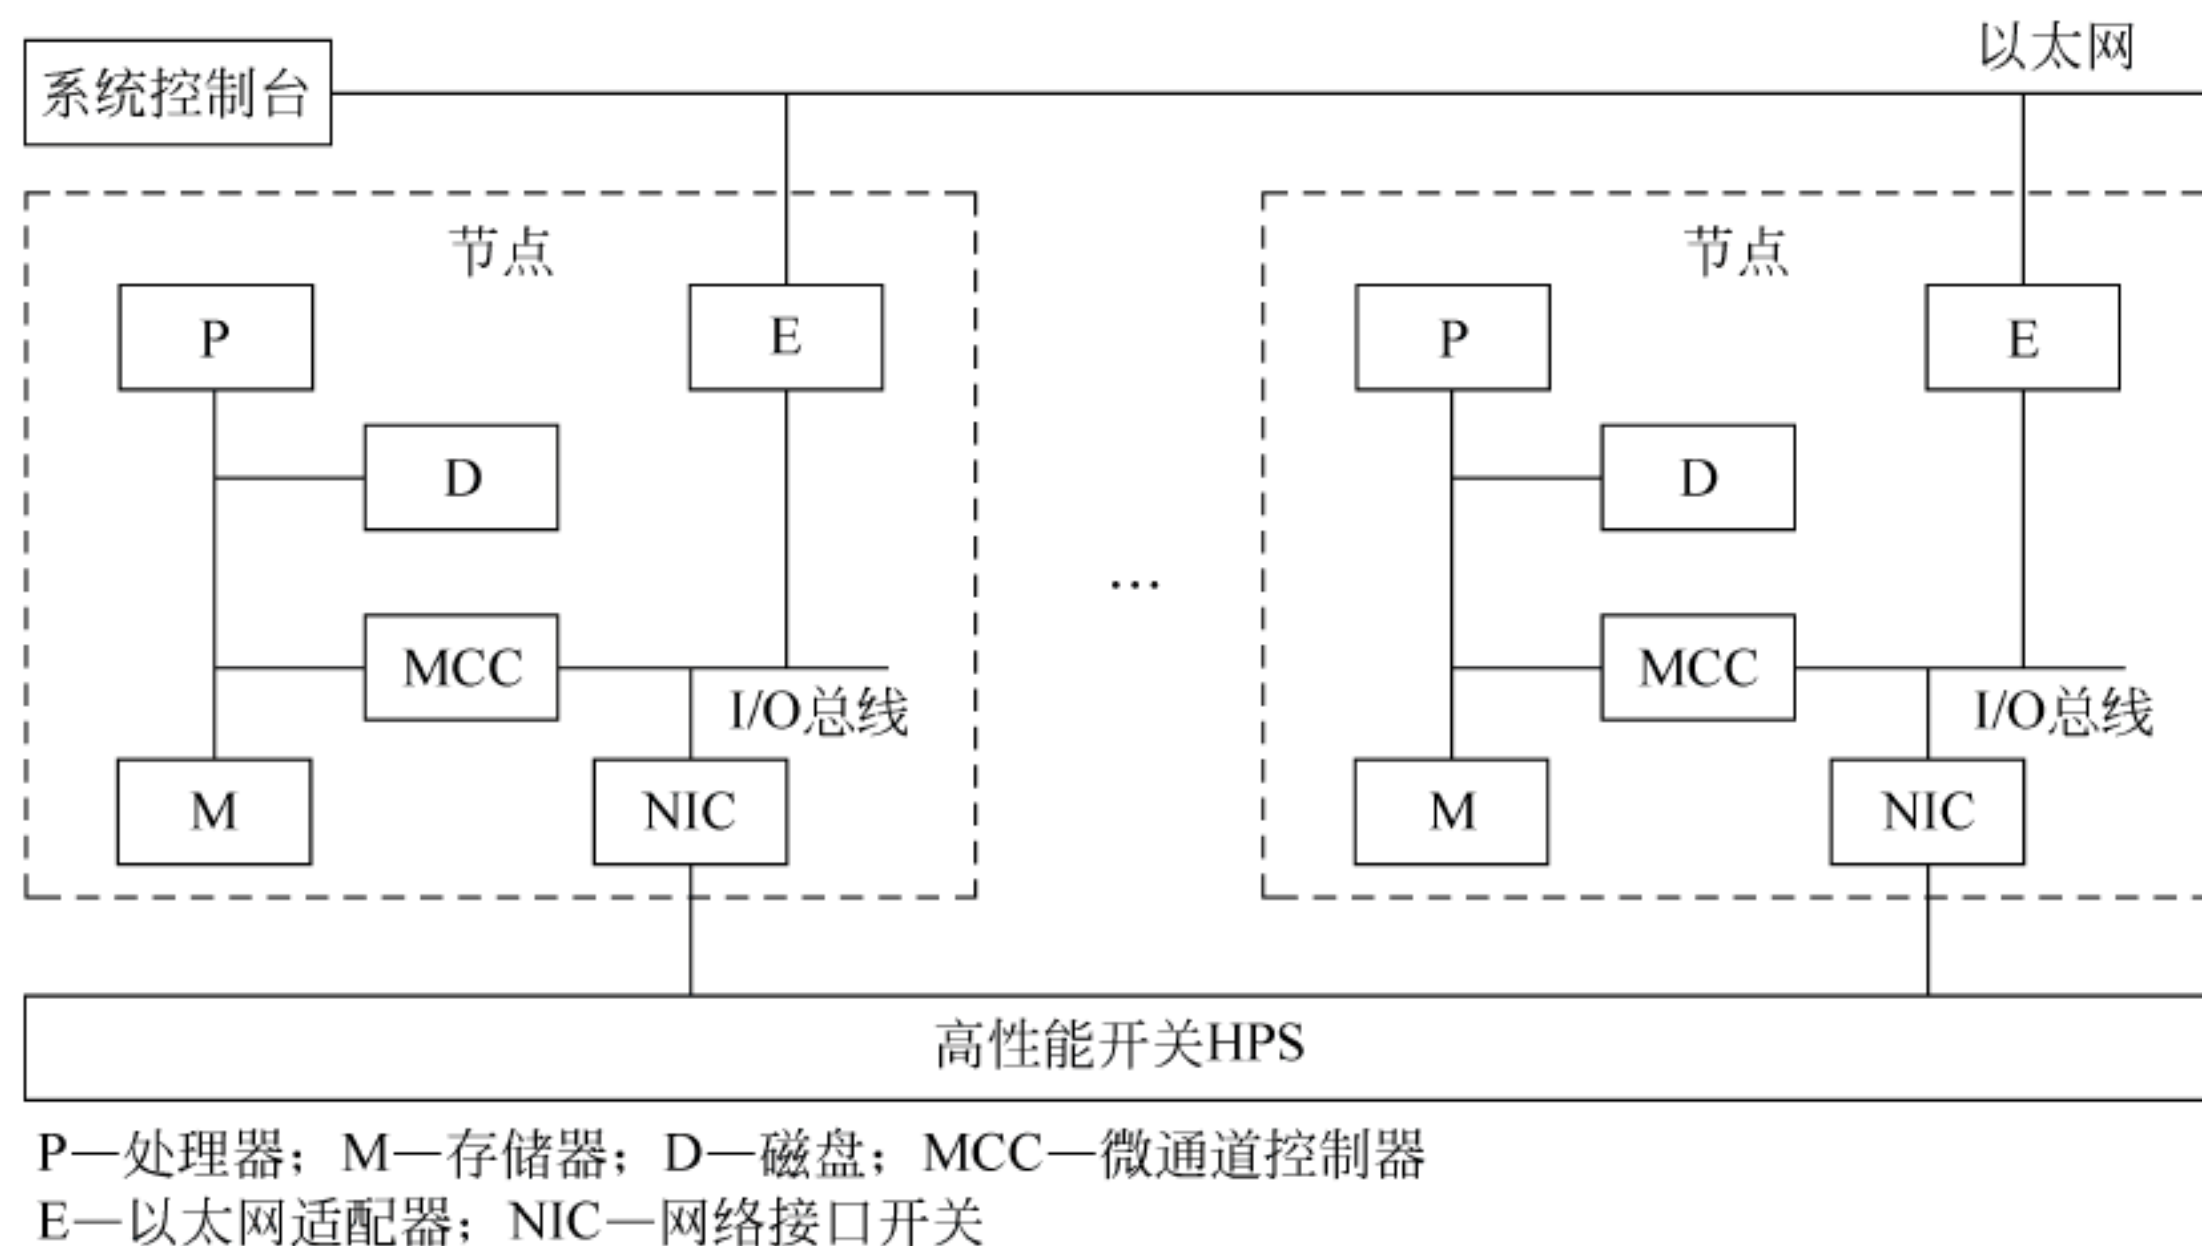 以太网
系统控制台
节点
节点
P
E
P
E
D
D
MCC
MCC
I/O总线
I/O总线
M
NIC
M
NIC
…
高性能开关HPS
P—处理器；M—存储器；D—磁盘；MCC—微通道控制器
E—以太网适配器；NIC—网络接口开关